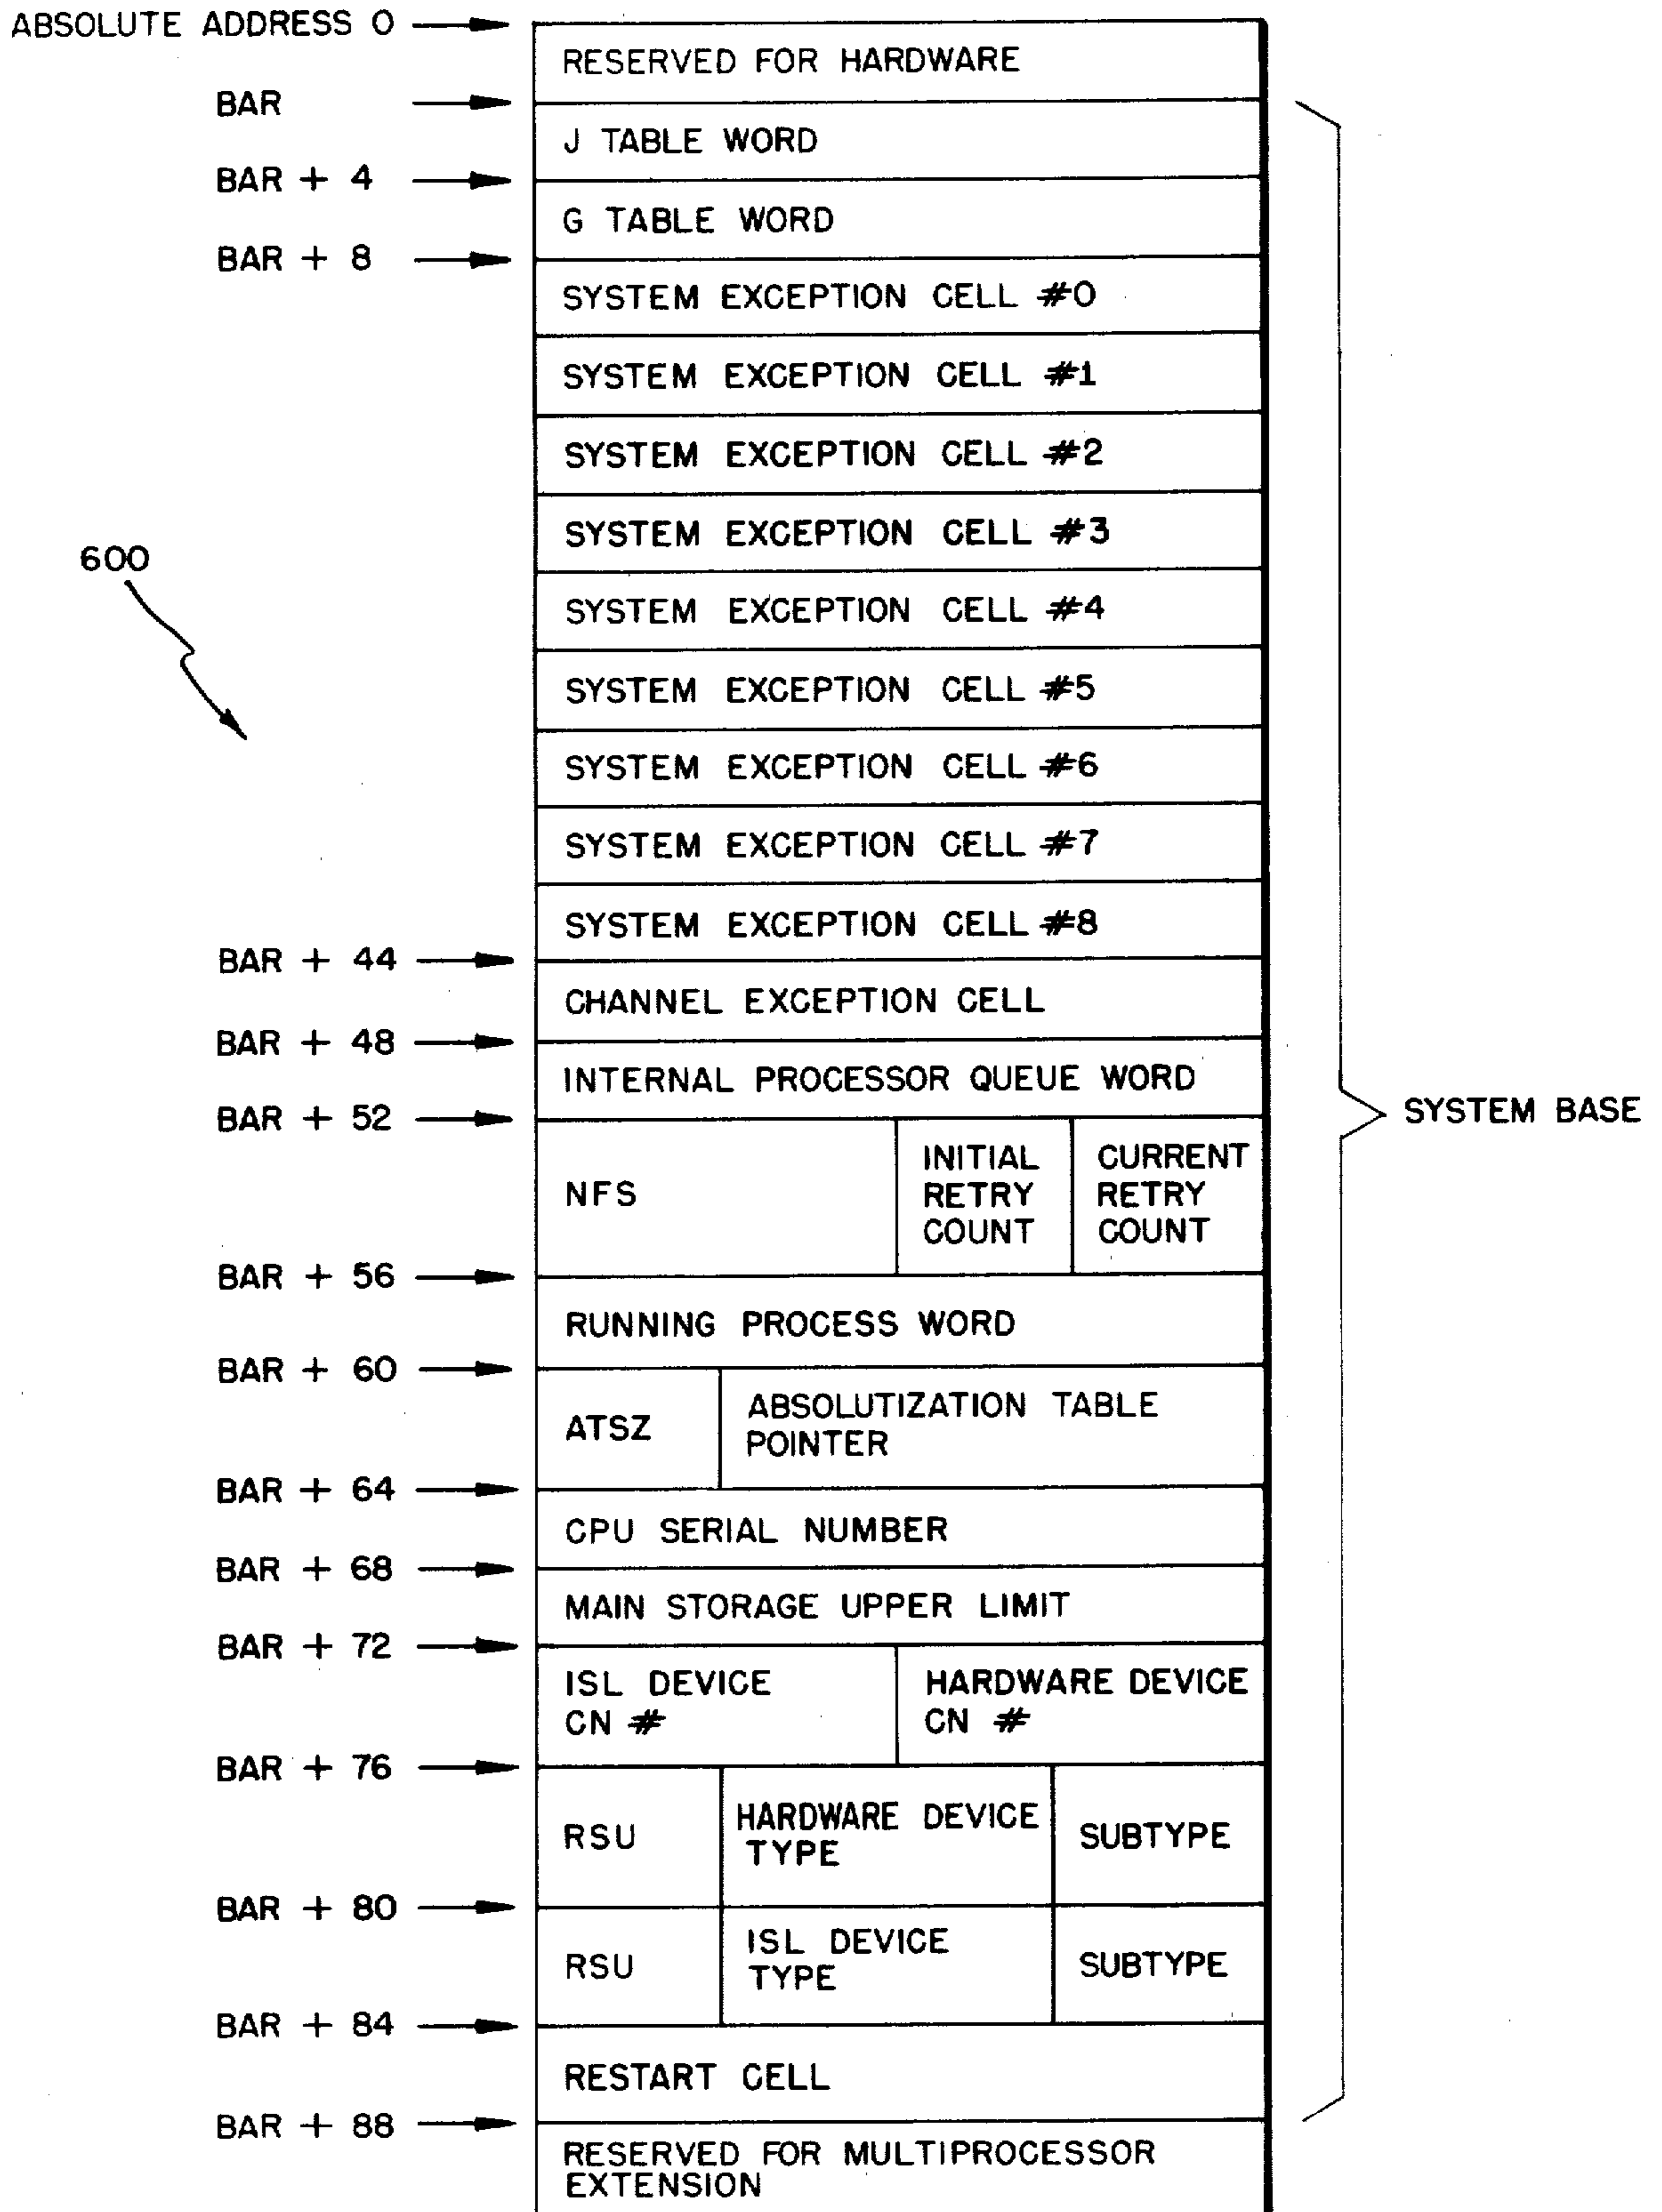 ABSOLUTE ADDRESS 0
RESERVED FOR HARDWARE
BAR
J TABLE WORD
BAR + 4
G TABLE WORD
BAR + 8
SYSTEM EXCEPTION CELL #0
SYSTEM EXCEPTION CELL #1
SYSTEM EXCEPTION CELL #2
SYSTEM EXCEPTION CELL #3
600
SYSTEM EXCEPTION CELL #4
SYSTEM EXCEPTION CELL #5
SYSTEM EXCEPTION CELL #6
SYSTEM EXCEPTION CELL #7
SYSTEM EXCEPTION CELL #8
BAR + 44
CHANNEL EXCEPTION CELL
BAR + 48
INTERNAL PROCESSOR QUEUE WORD
BAR + 52
SYSTEM BASE
NFS
INITIAL
RETRY
COUNT
CURRENT
RETRY
COUNT
BAR + 56
RUNNING PROCESS WORD
BAR + 60
ATSZ
ABSOLUTIZATION TABLE
POINTER
BAR + 64
CPU SERIAL NUMBER
BAR + 68
MAIN STORAGE UPPER LIMIT
BAR + 72
ISL DEVICE
CN #
HARDWARE DEVICE
CN #
BAR + 76
RSU
HARDWARE DEVICE
TYPE
SUBTYPE
BAR + 80
RSU
ISL DEVICE
TYPE
SUBTYPE
BAR + 84
RESTART CELL
BAR + 88
RESERVED FOR MULTIPROCESSOR
EXTENSION